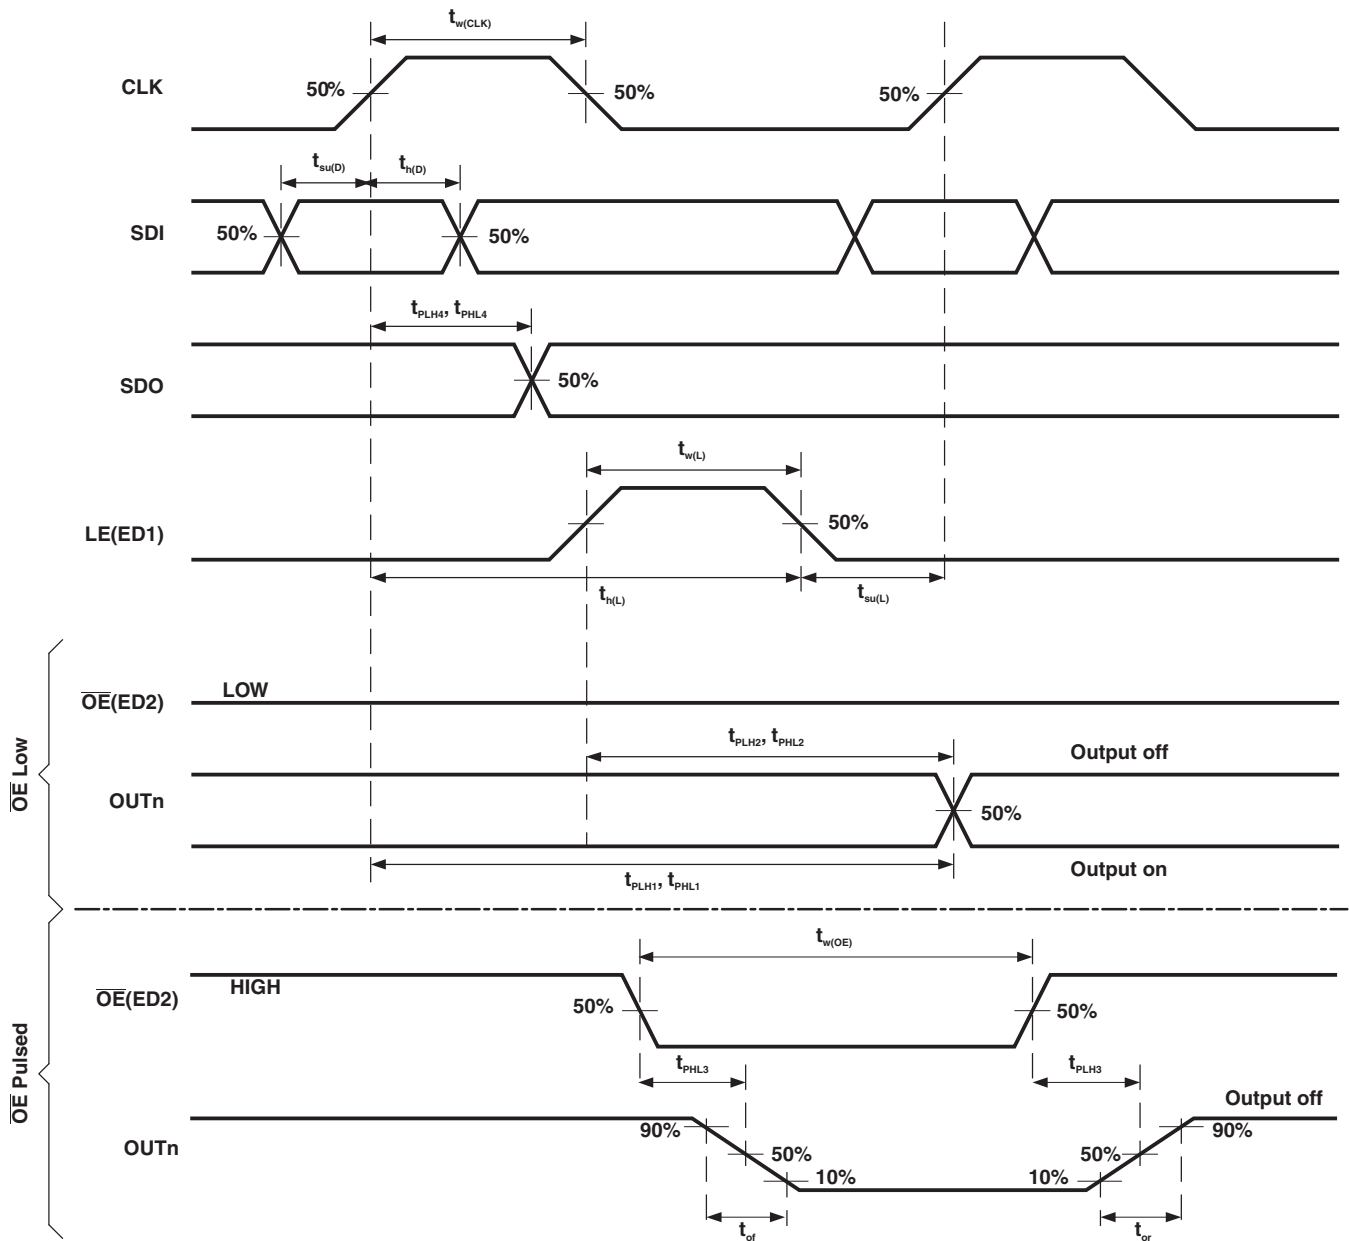 tw(CLK)
CLK
50%
50%
50%
tsu(D)
th(D)
SDI
50%
50%
tPLH4, tPHL4
SDO
50%
tw(L)
LE(ED1)
50%
th(L)
tsu(L)
OE Low
OE(ED2)
LOW
tPLH2, tPHL2
Output off
OUTn
50%
Output on
tPLH1, tPHL1
OE Pulsed
tw(OE)
OE(ED2)
HIGH
50%
50%
tPHL3
tPLH3
Output off
OUTn
90%
50%
10%
10%
50%
90%
tof
tor